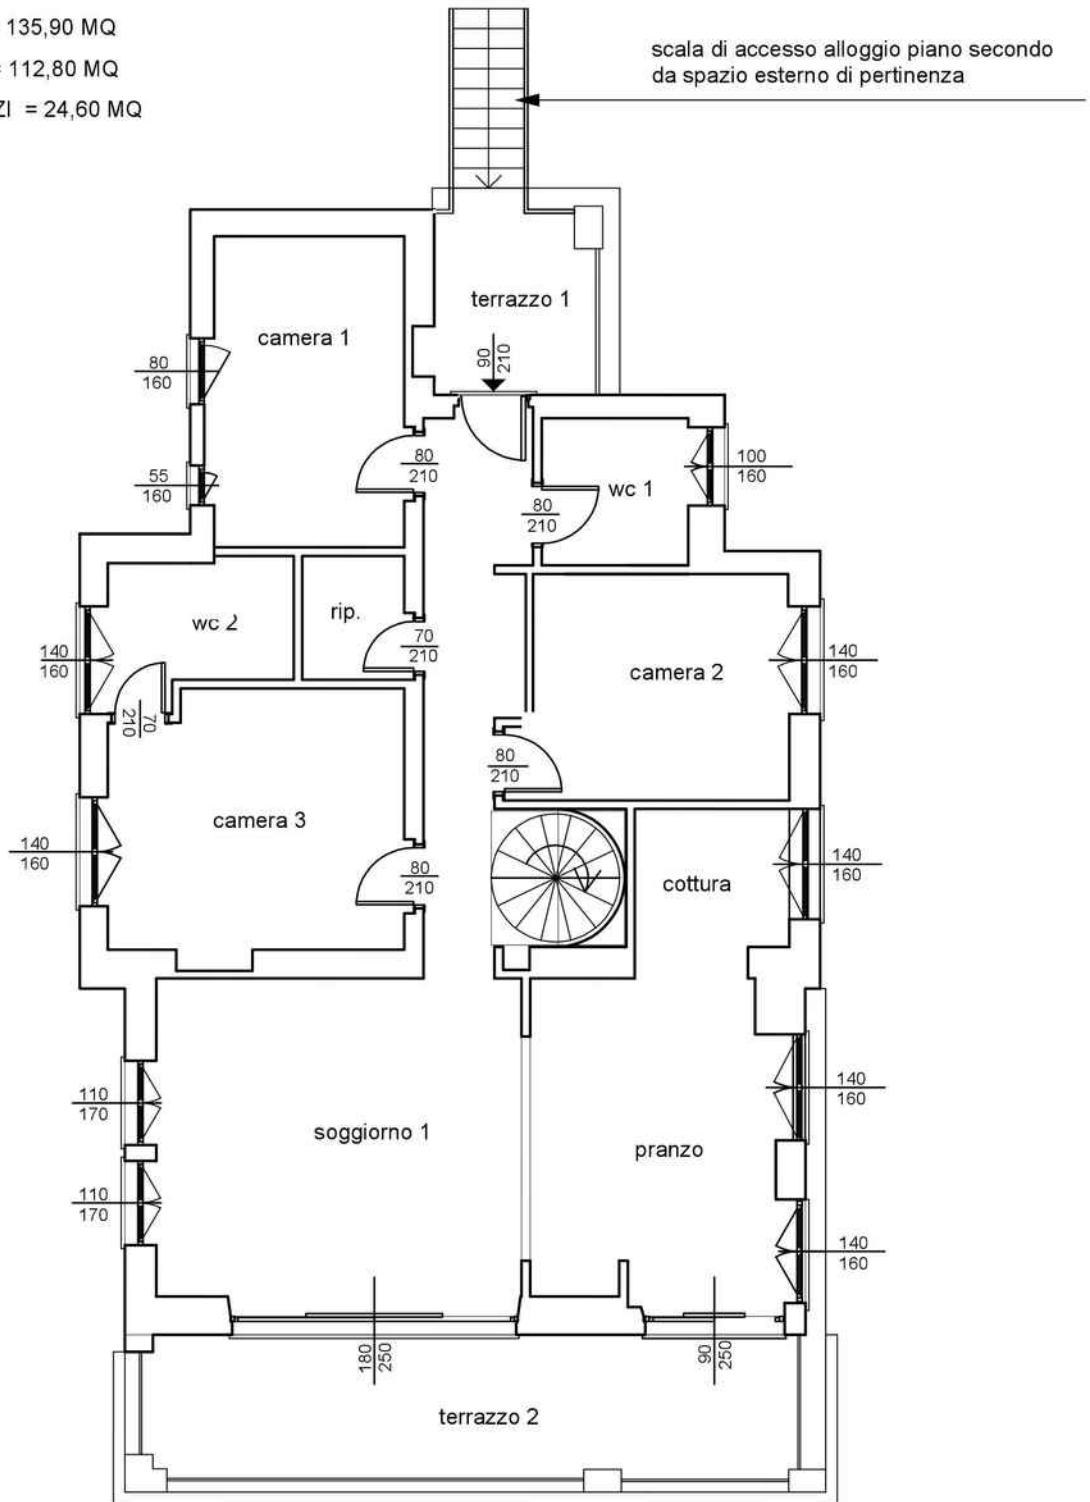 135,90 MQ
= 112,80 MQ
ZI = 24,60 MQ
scala di accesso alloggio piano secondo
da spazio esterno di pertinenza
terrazzo 1
camera 1
90
210
80
160
80
210
100
160
55
160
wc 1
80
210
wc 2
rip.
70
210
140
160
camera 2
140
160
70
210
80
210
camera 3
140
160
80
210
cottura
140
160
110
170
140
160
soggiorno 1
pranzo
110
170
140
160
180
250
90
250
terrazzo 2